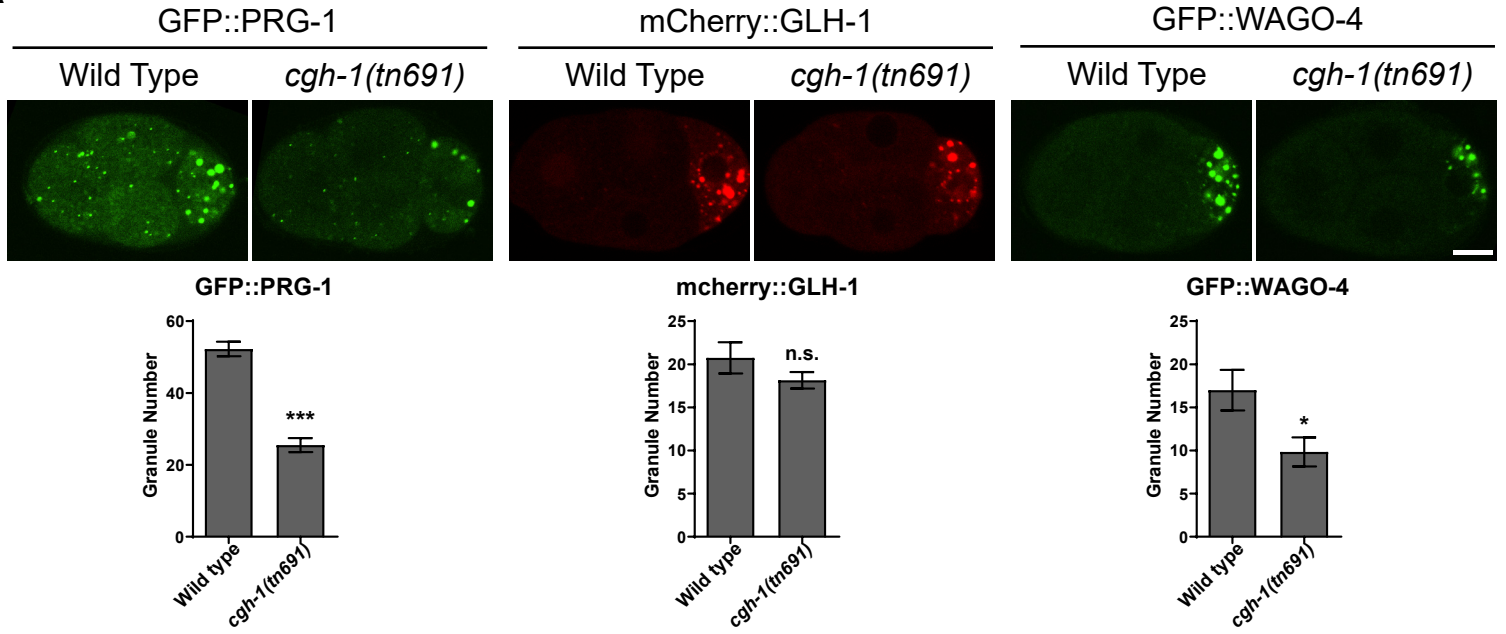 GFP::PRG-1
mCherry::GLH-1
GFP::WAGO-4
Wild Type
cgh-1(tn691)
Wild Type
cgh-1(tn691)
Wild Type
cgh-1(tn691)
GFP::PRG-1
Granule Number
60
40
20
0
***
Wild type
cgh-1(tn691)
mcherry::GLH-1
Granule Number
25
20
15
10
5
0
n.s.
Wild type
cgh-1(tn691)
GFP::WAGO-4
Granule Number
25
20
15
10
5
0
*
Wild type
cgh-1(tn691)